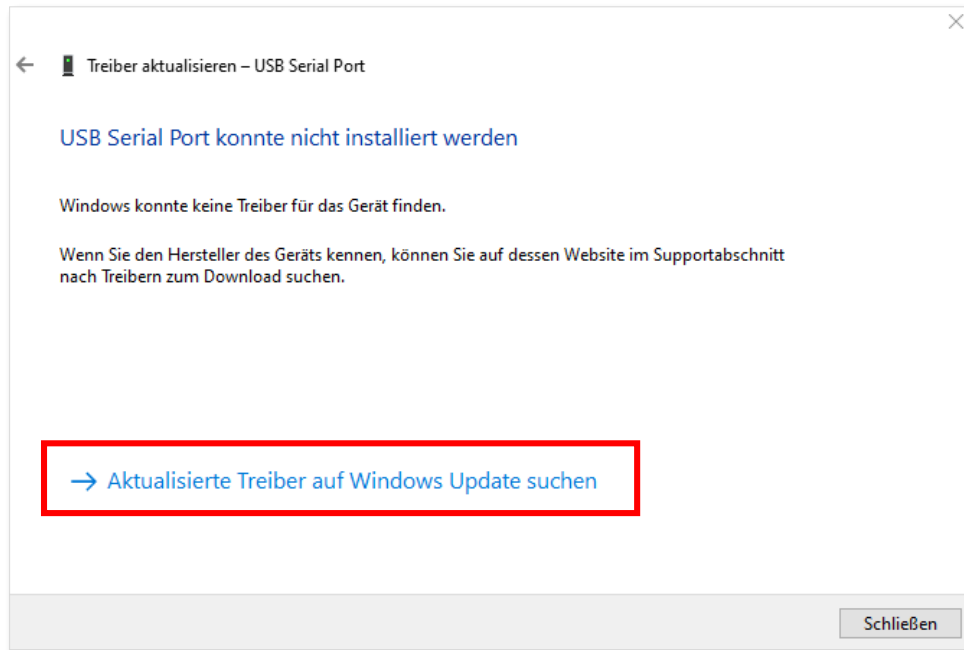 Treiber aktualisieren – USB Serial Port
USB Serial Port konnte nicht installiert werden
Windows konnte keine Treiber für das Gerät finden.
Wenn Sie den Hersteller des Geräts kennen, können Sie auf dessen Website im Supportabschnitt
nach Treibern zum Download suchen.
Aktualisierte Treiber auf Windows Update suchen
Schließen